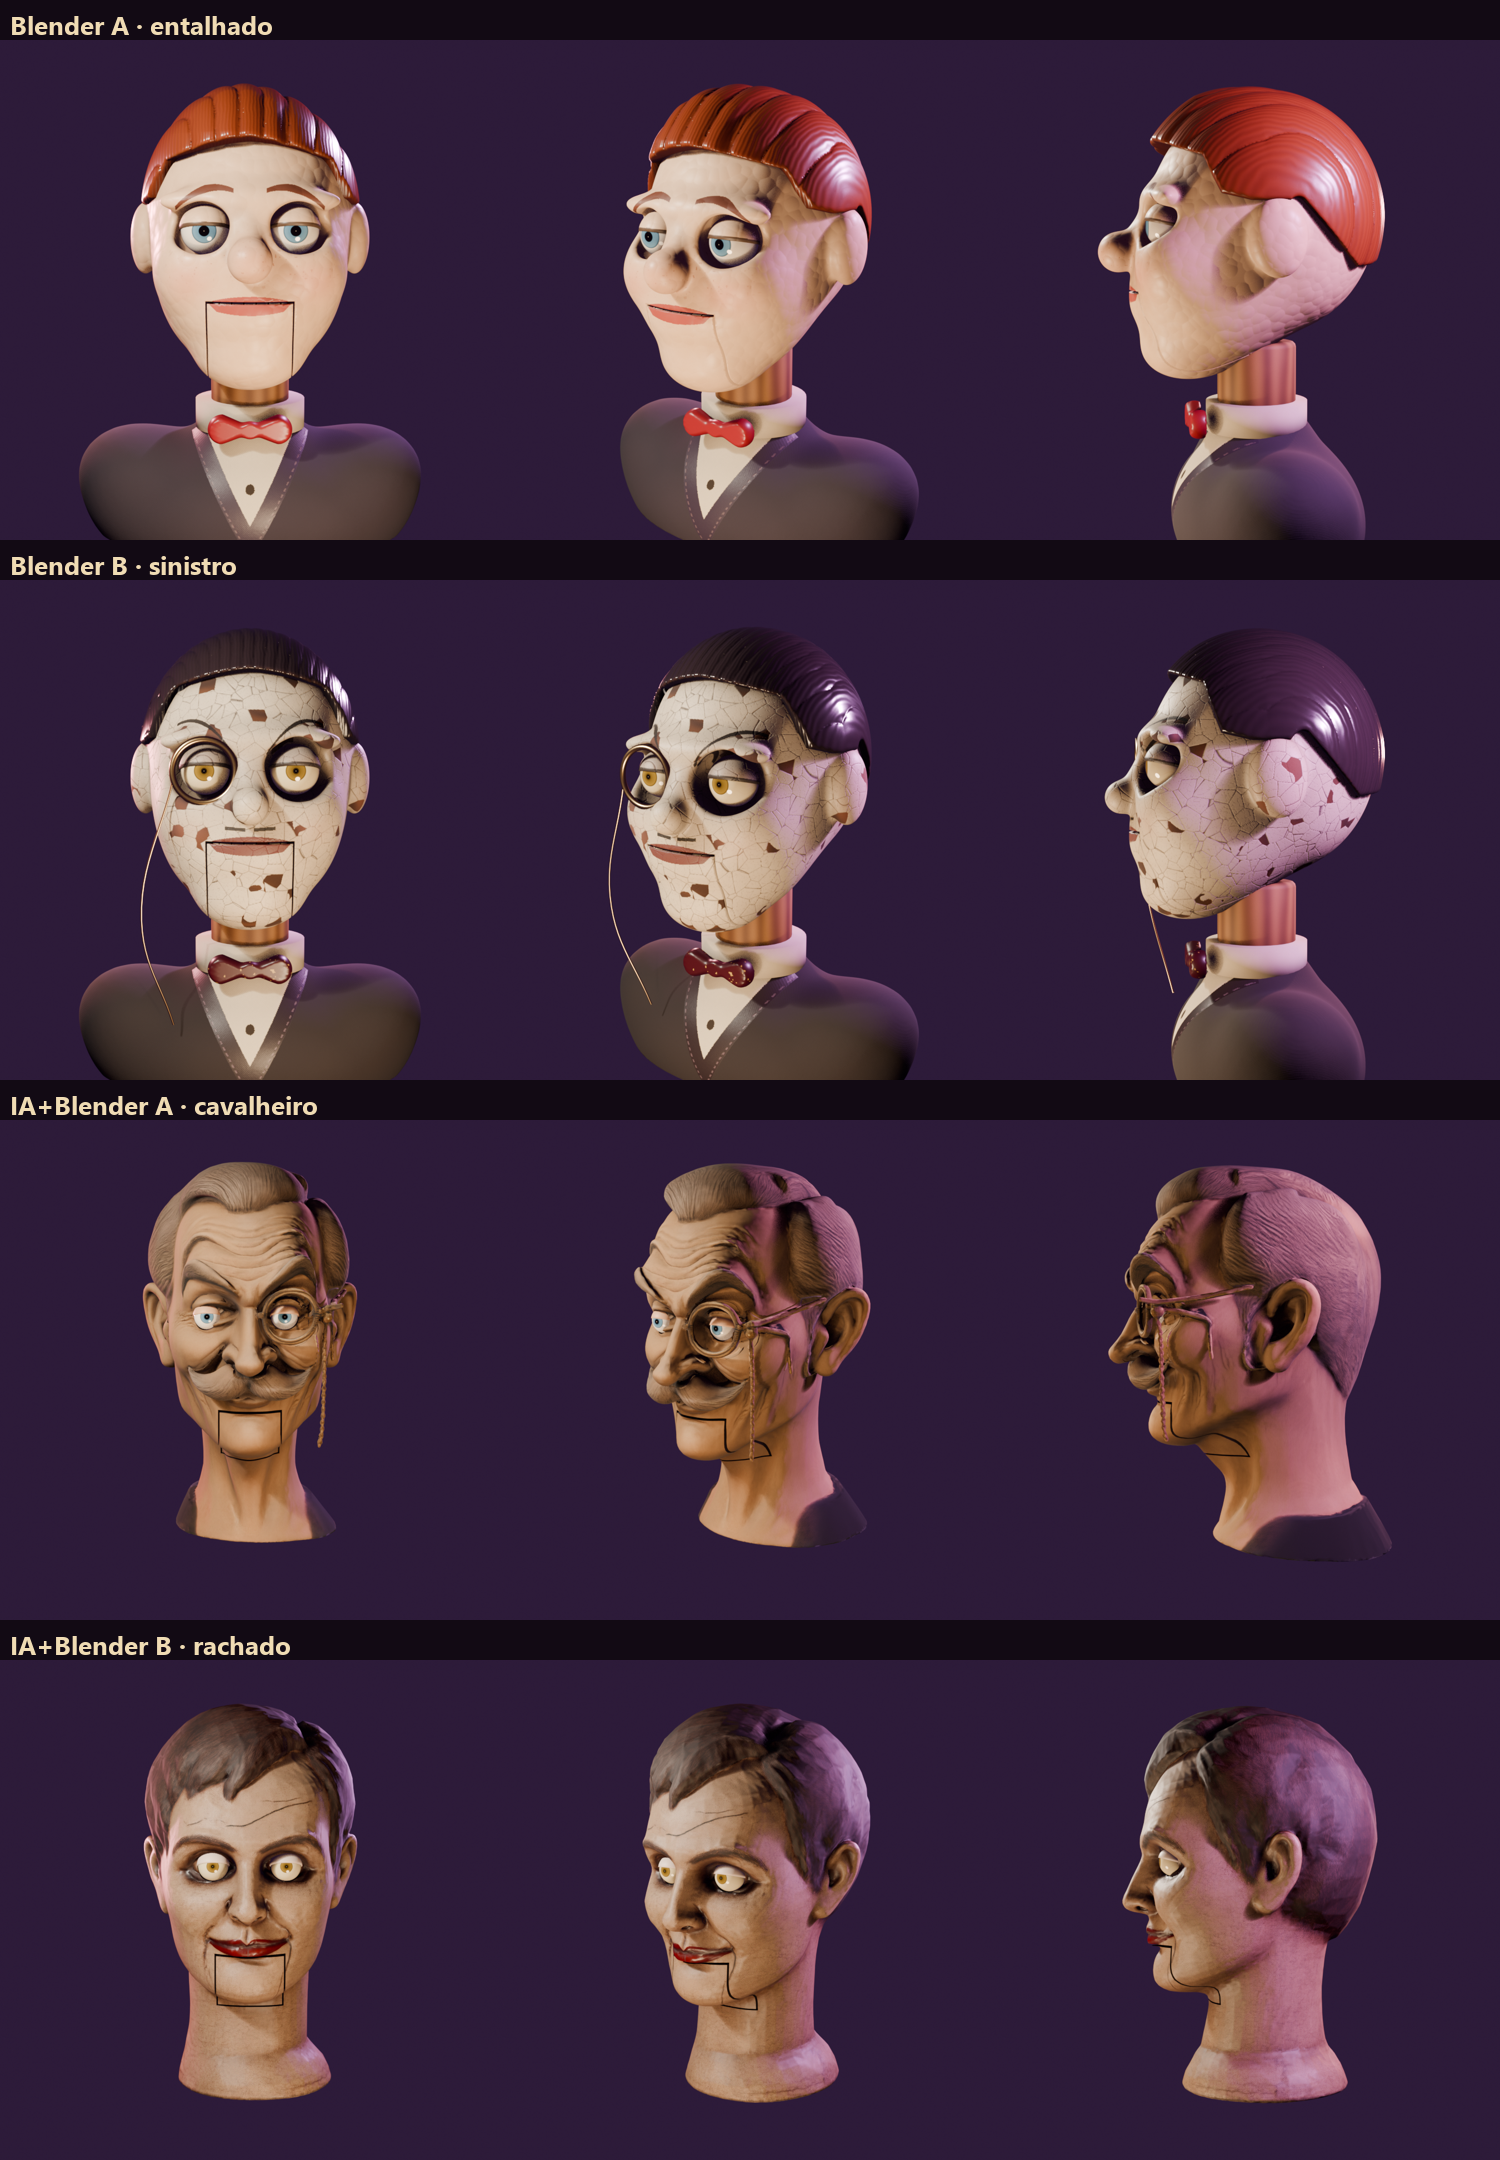 Blender A · entalhado
Blender B · sinistro
IA+Blender A · cavalheiro
IA+Blender B · rachado